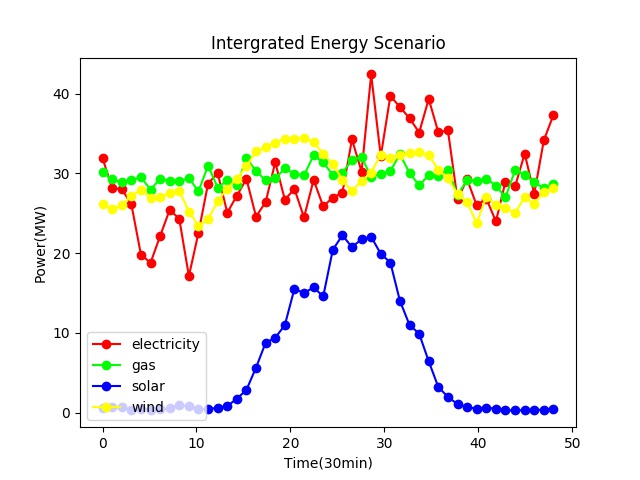 Intergrated Energy Scenario
Power(MW)
40
30
20
10
0
electricity
gas
solar
wind
0 10 20 30 40 50
Time(30min)